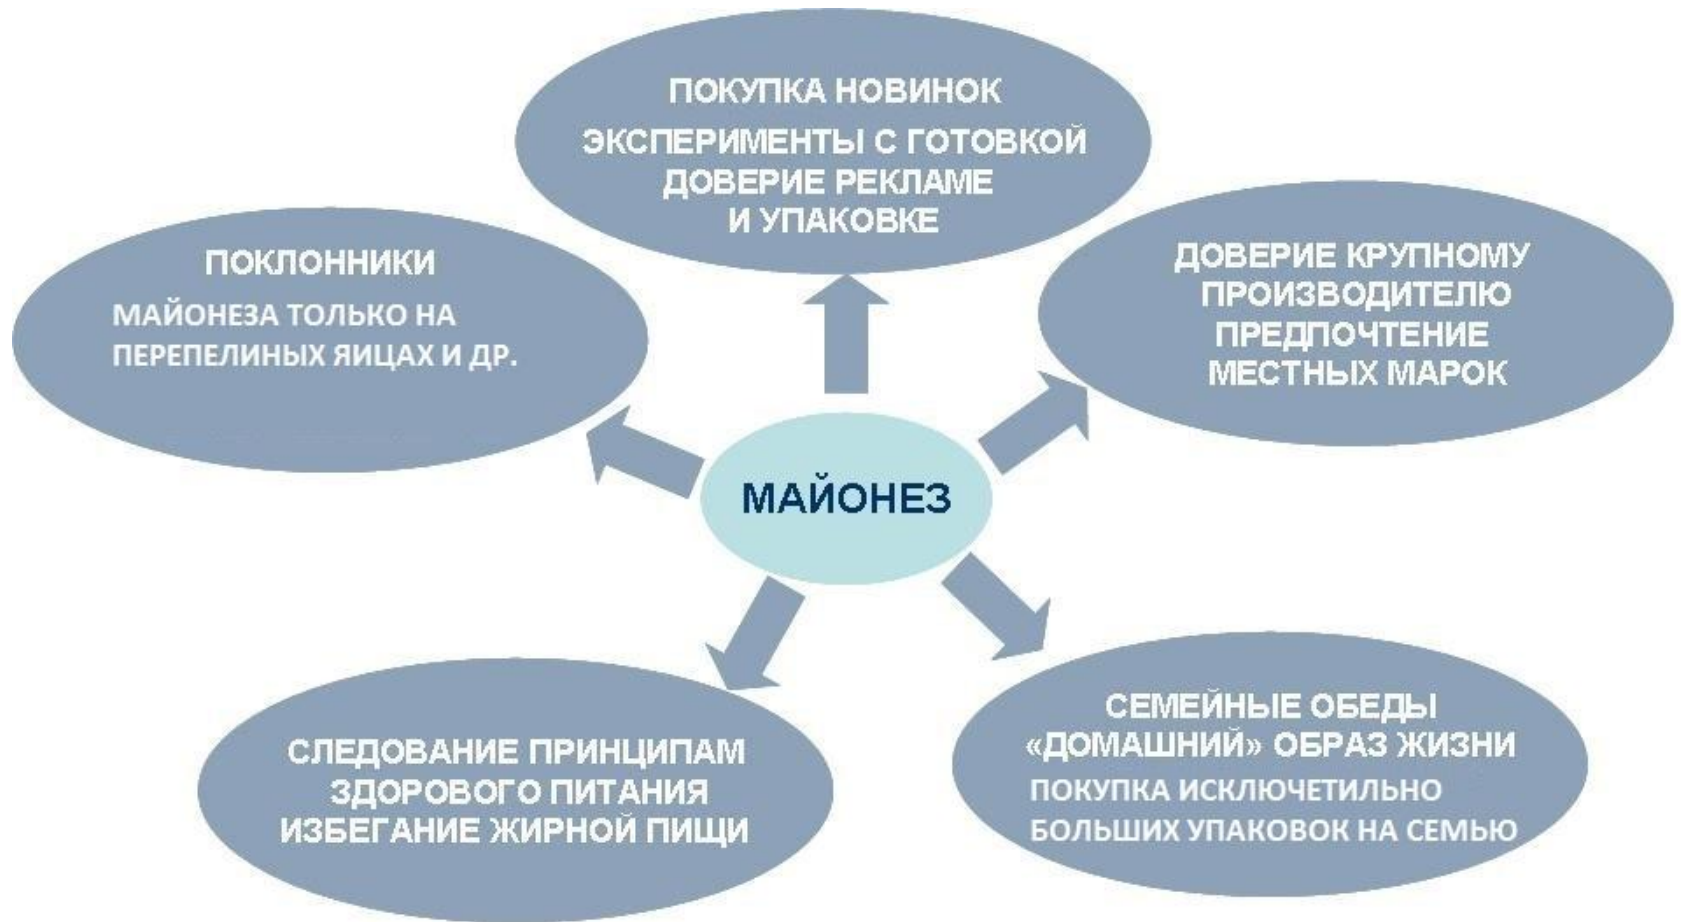 ПОКУПКА НОВИНОК
ЭКСПЕРИМЕНТЫ С ГОТОВКОЙ
ДОВЕРИЕ РЕКЛАМЕ
И УПАКОВКЕ
ПОКЛОННИКИ
МАЙОНЕЗА ТОЛЬКО НА
ПЕРЕПЕЛИНЫХ ЯИЦАХ И ДР.
ДОВЕРИЕ КРУПНОМУ
ПРОИЗВОДИТЕЛЮ
ПРЕДПОЧТЕНИЕ
МЕСТНЫХ МАРОК
МАЙОНЕЗ
СЛЕДОВАНИЕ ПРИНЦИПАМ
ЗДОРОВОГО ПИТАНИЯ
ИЗБЕГАНИЕ ЖИРНОЙ ПИЩИ
СЕМЕЙНЫЕ ОБЕДЫ
«ДОМАШНИЙ» ОБРАЗ ЖИЗНИ
ПОКУПКА ИСКЛЮЧЕТИЛЬНО
БОЛЬШИХ УПАКОВОК НА СЕМЬЮ